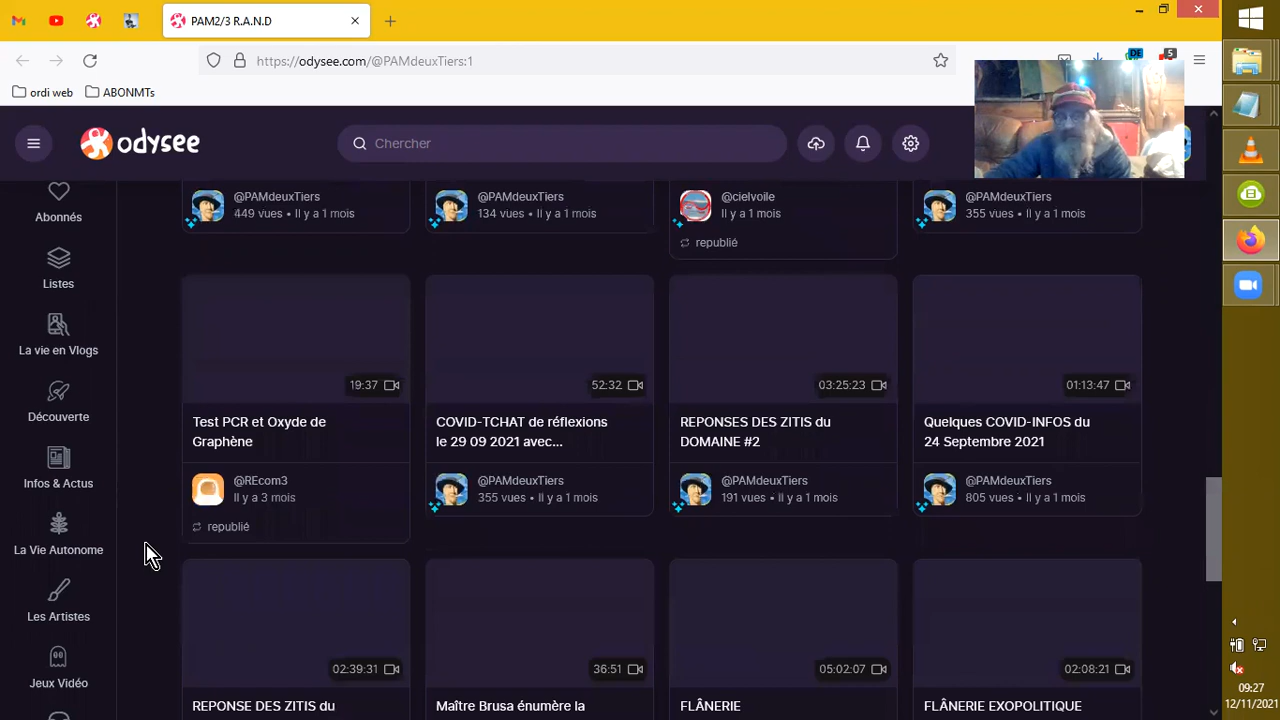 PAM2/3 R.A.N.D
https://odysee.com/@PAMdeuxTiers:1
ordi web
ABONMTs
DE
5
odysee
Chercher
Abonnés
Listes
La vie en Vlogs
Découverte
Infos & Actus
La Vie Autonome
Les Artistes
Jeux Vidéo
@PAMdeuxTiers
449 vues • Il y a 1 mois
@PAMdeuxTiers
134 vues • Il y a 1 mois
@cielvoile
Il y a 1 mois
republié
@PAMdeuxTiers
355 vues • Il y a 1 mois
19:37
Test PCR et Oxyde de
Graphène
@REcom3
Il y a 3 mois
republié
52:32
COVID-TCHAT de réflexions
le 29 09 2021 avec...
@PAMdeuxTiers
355 vues • Il y a 1 mois
03:25:23
REPONSES DES ZITIS du
DOMAINE #2
@PAMdeuxTiers
191 vues • Il y a 1 mois
01:13:47
Quelques COVID-INFOS du
24 Septembre 2021
@PAMdeuxTiers
805 vues • Il y a 1 mois
02:39:31
REPONSE DES ZITIS du
36:51
Maître Brusa énumère la
05:02:07
FLÂNERIE
02:08:21
FLÂNERIE EXOPOLITIQUE
09:27
12/11/2021